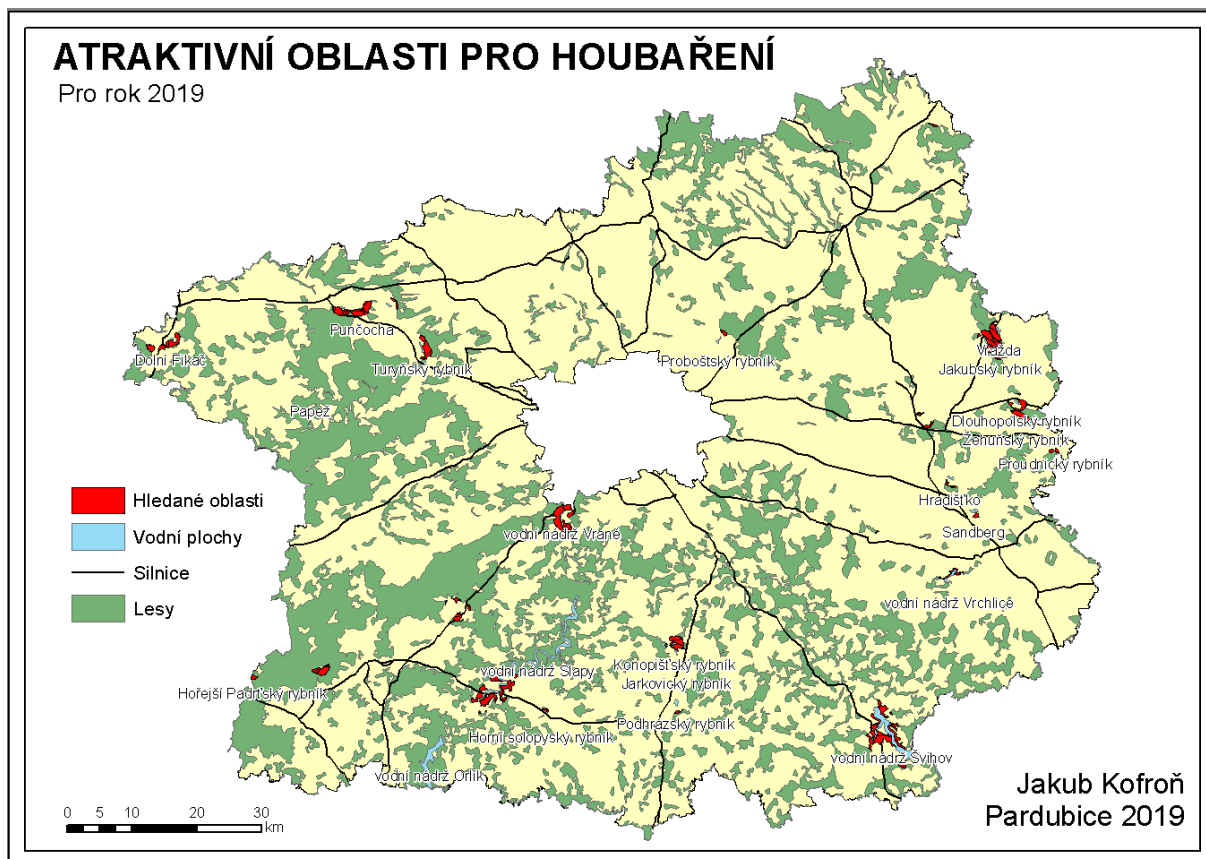 ATRAKTIVNÍ OBLASTI PRO HOUBAŘENÍ
Pro rok 2019
Punčocha
Dolní Fikáč
Turyňský rybník
Proboštský rybník
Vražda
Jakubský rybník
Papež
Dlouhopolský rybník
Žehuňský rybník
Proudnický rybník
Hrádišťko
Sandberg
vodní nádrž Vrané
vodní nádrž Vrchlice
Hledané oblasti
Vodní plochy
Silnice
Lesy
Konopišťský rybník
vodní nádrž Slapy
Jarkovický rybník
Hořejší Padrťský rybník
Podhrázský rybník
Horní solopyský rybník
vodní nádrž Švihov
vodní nádrž Orlík
Jakub Kofroň
Pardubice 2019
0 5 10 20 30
km